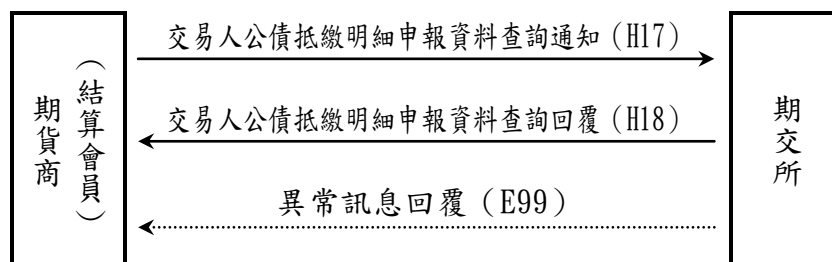 交易人公債抵繳明細申報資料查詢通知（H17）
期貨商
（結算會員）
交易人公債抵繳明細申報資料查詢回覆（H18）
期交所
異常訊息回覆（E99）